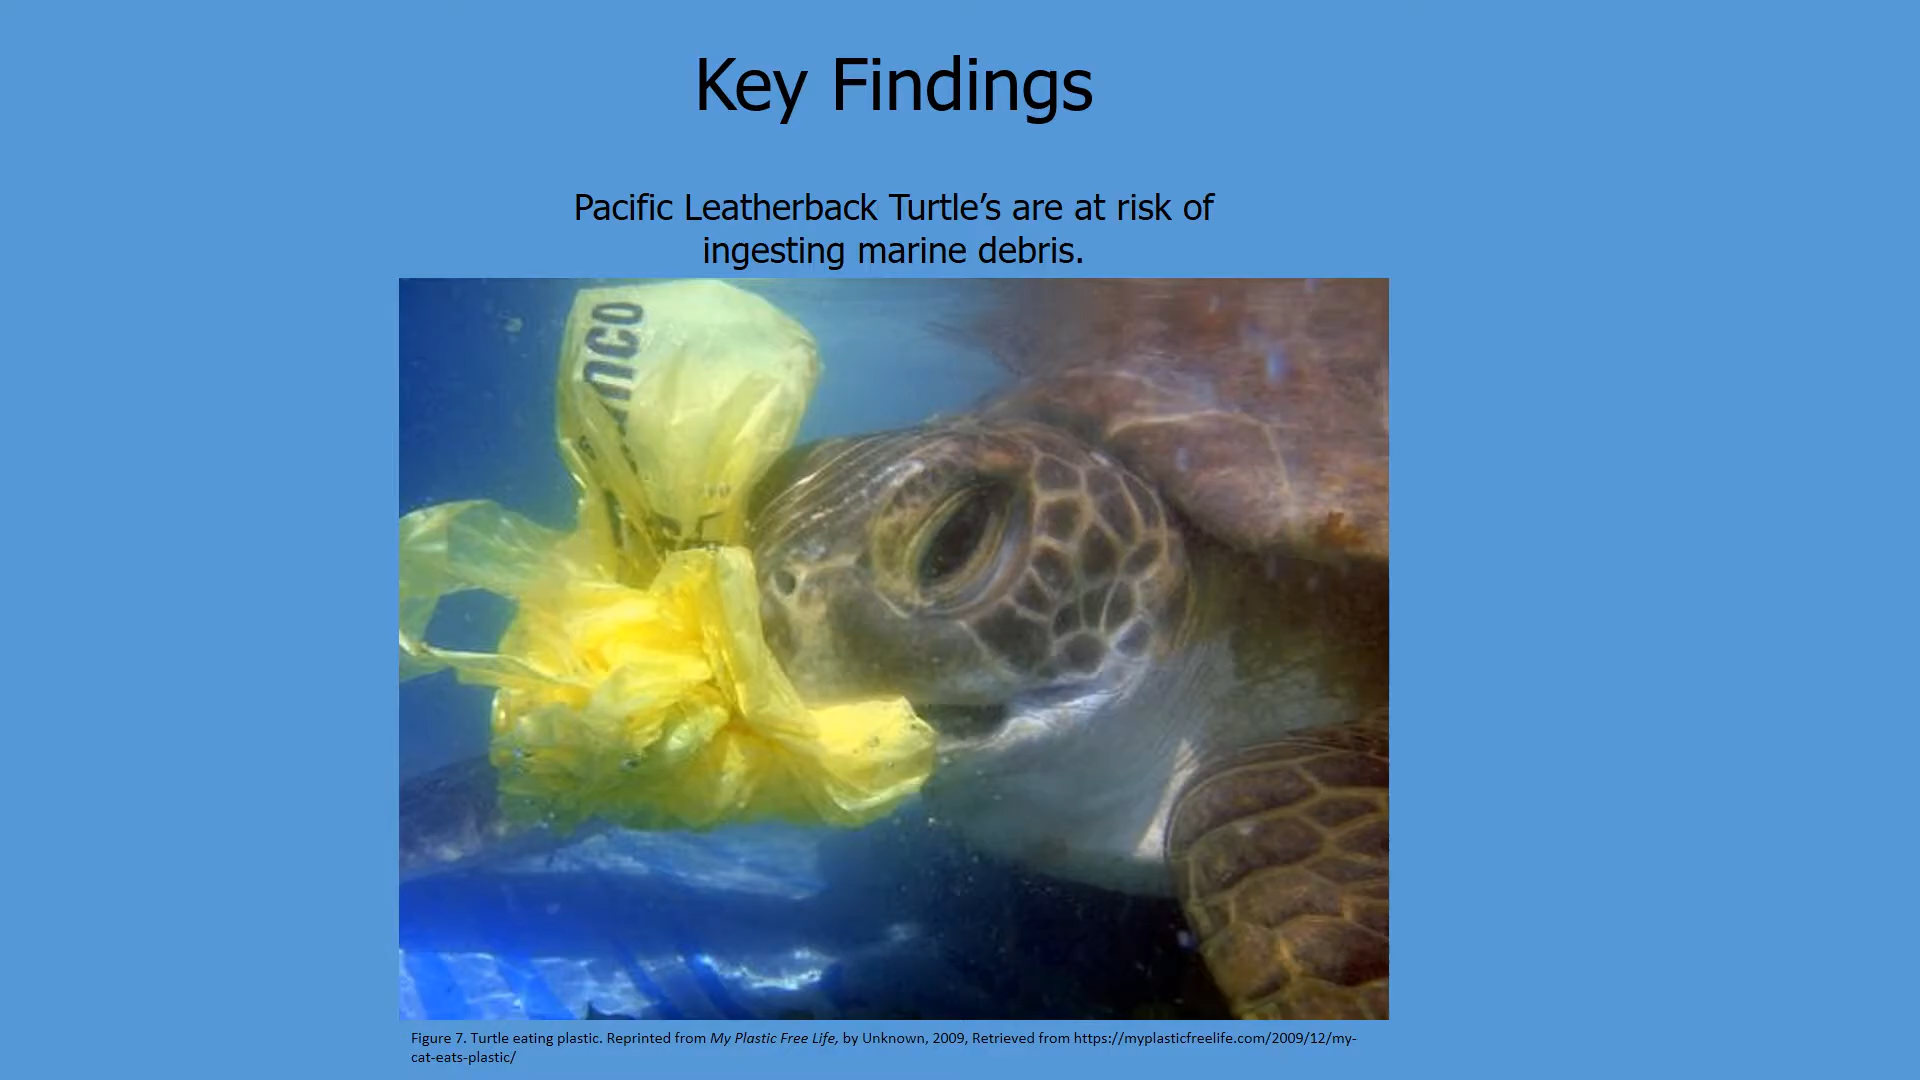 Key Findings
Pacific Leatherback Turtle’s are at risk of
ingesting marine debris.
Figure 7. Turtle eating plastic. Reprinted from My Plastic Free Life, by Unknown, 2009, Retrieved from https://myplasticfreelife.com/2009/12/my-
cat-eats-plastic/